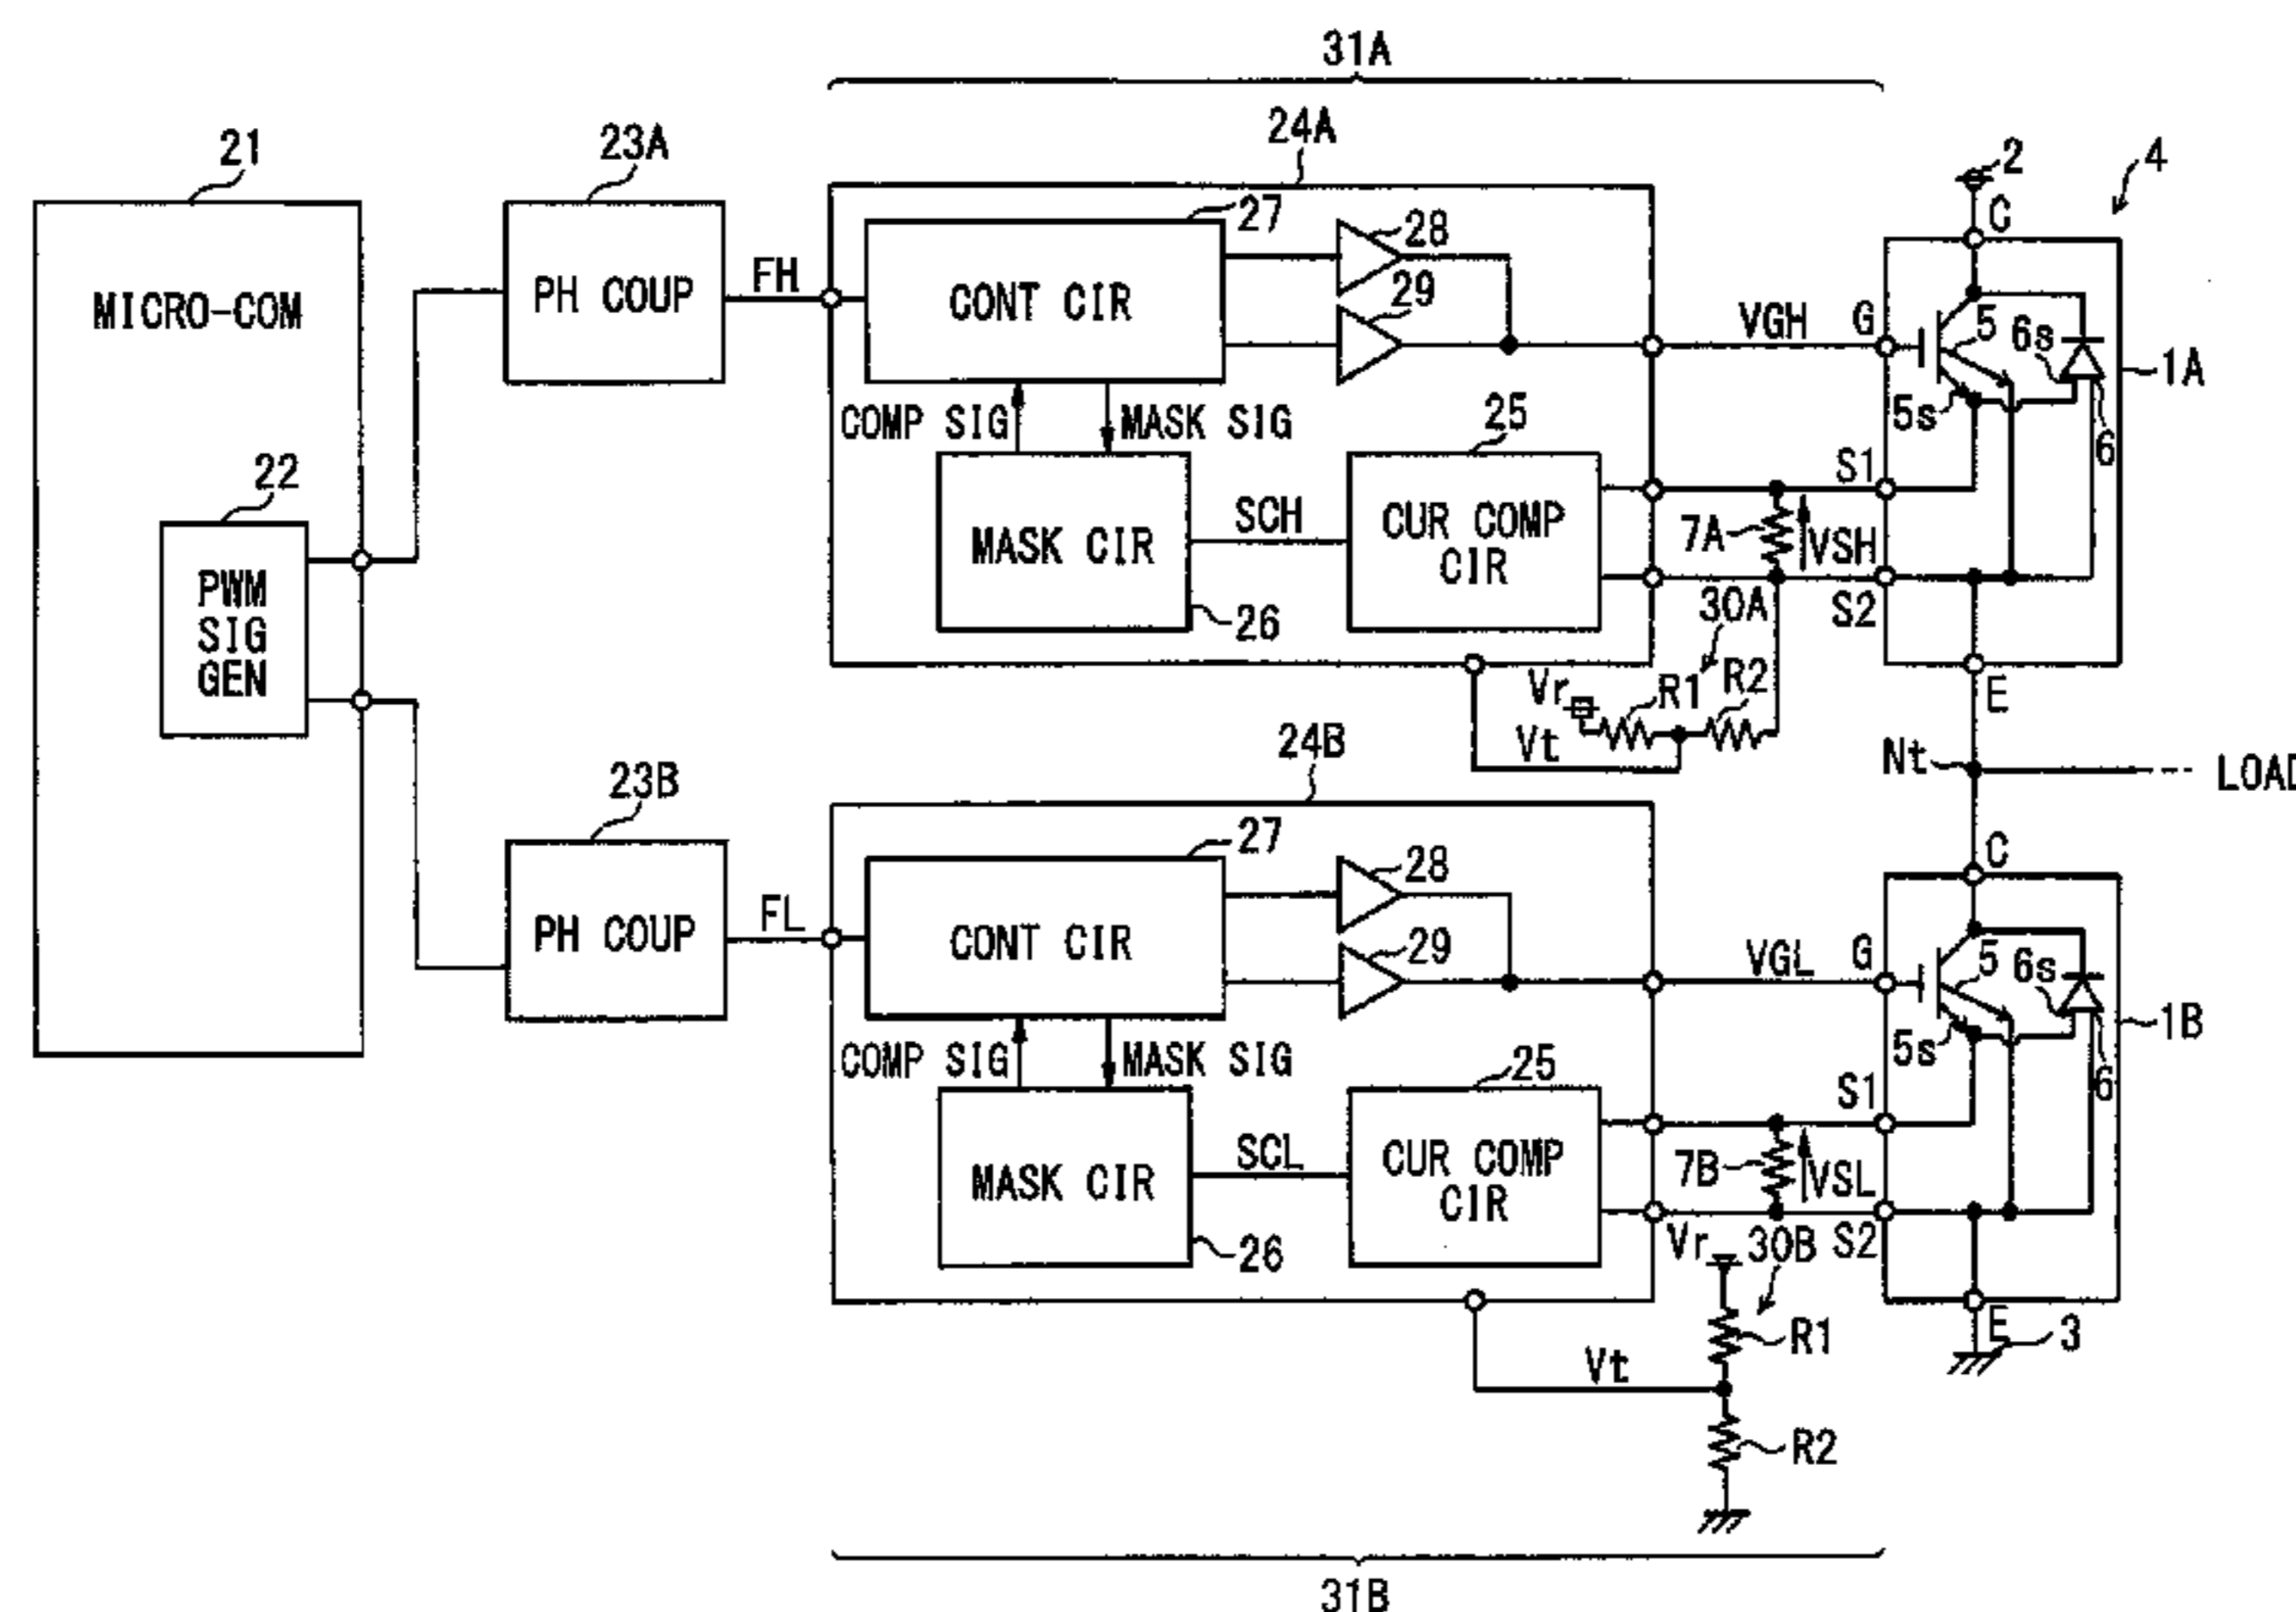 31A
24A
23A
21
2
4
27
28
C
MICRO-COM
PH COUP
FH
CONT CIR
29
VGH
G
5
6s
1A
COMP SIG
MASK SIG
25
5s
6
S1
22
MASK CIR
SCH
CUR COMP
CIR
7A
VSH
PWM
SIG
GEN
26
30A
S2
Vr
R1
R2
E
Vt
24B
Nt
LOAD
23B
27
28
C
PH COUP
FL
CONT CIR
29
VGL
G
5
6s
1B
COMP SIG
MASK SIG
25
5s
6
S1
MASK CIR
SCL
CUR COMP
CIR
7B
VSL
26
Vr
30B
S2
E
3
R1
Vt
R2
31B